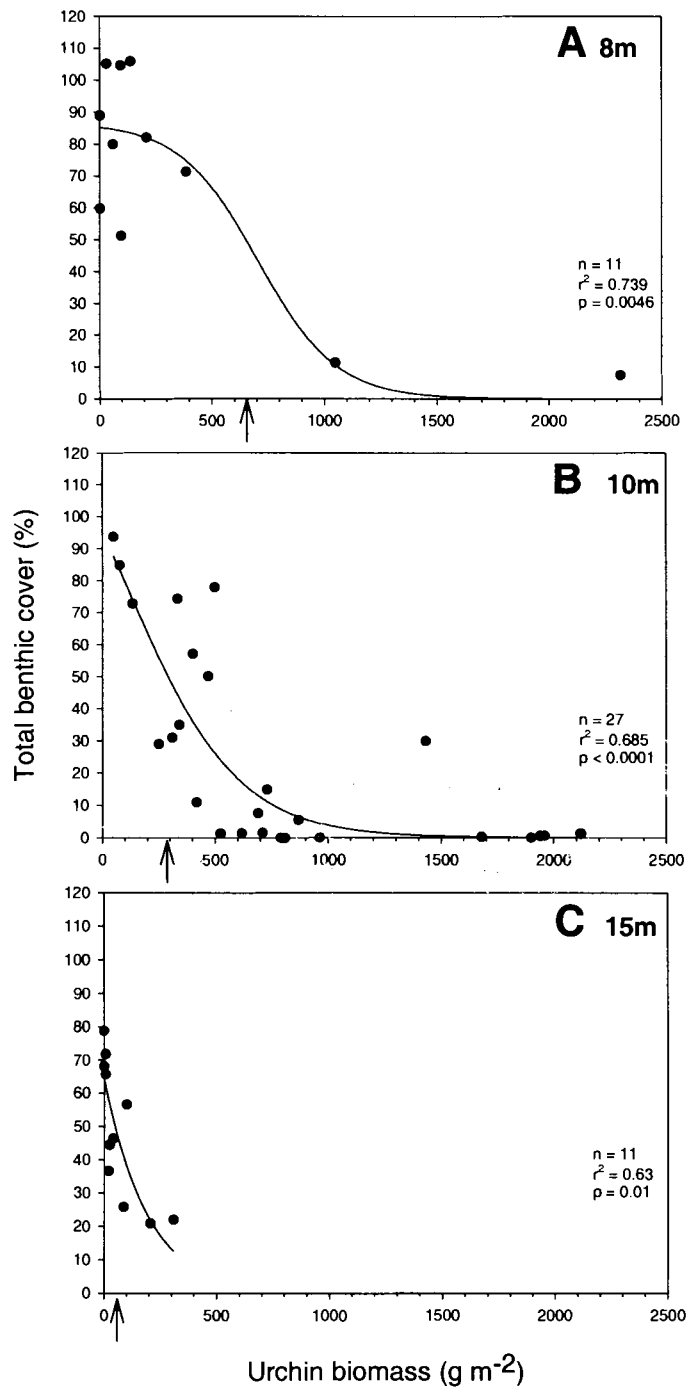 Total benthic cover (%)
120
110
100
90
80
70
60
50
40
30
20
10
0
A 8m
n = 11
r² = 0.739
p = 0.0046
0 500 1000 1500 2000 2500
120
110
100
90
80
70
60
50
40
30
20
10
0
B 10m
n = 27
r² = 0.685
p < 0.0001
0 500 1000 1500 2000 2500
120
110
100
90
80
70
60
50
40
30
20
10
0
C 15m
n = 11
r² = 0.63
p = 0.01
0 500 1000 1500 2000 2500
Urchin biomass (g m⁻²)